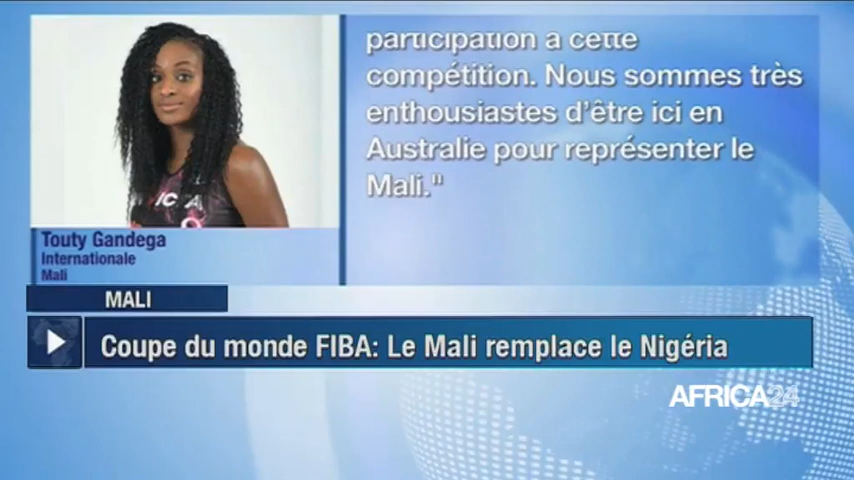 participation a cette
compétition. Nous sommes très
enthousiastes d'être ici en
Australie pour représenter le
Mali."
Touty Gandega
Internationale
Mali
MALI
Coupe du monde FIBA: Le Mali remplace le Nigéria
AFRICA24